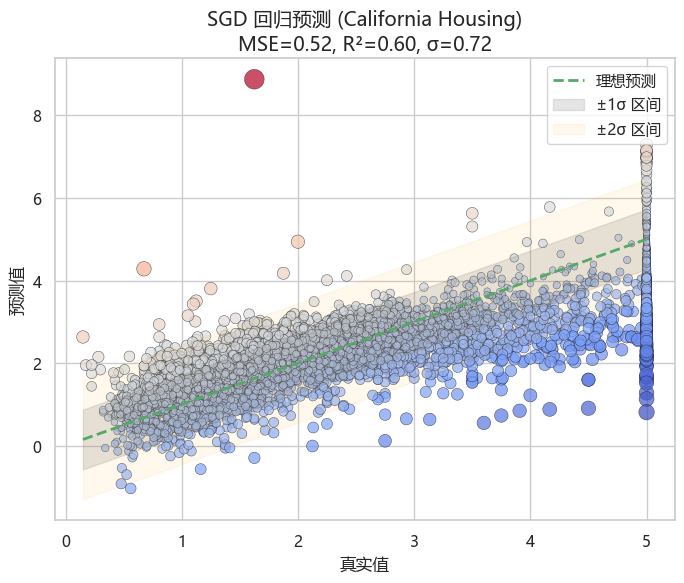 SGD 回归预测 (California Housing)
MSE=0.52, R²=0.60, σ=0.72
理想预测
±1σ 区间
±2σ 区间
预测值
8
6
4
2
0
0 1 2 3 4 5
真实值